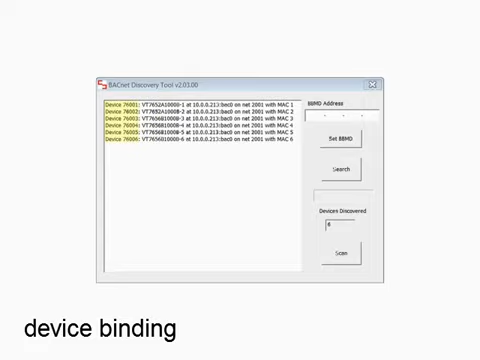 BACnet Discovery Tool v2.03.00
Device 76001: VT7652A1000B-1 at 10.0.0.213:bac0 on net 2001 with MAC 1
Device 76002: VT7652A1000B-2 at 10.0.0.213:bac0 on net 2001 with MAC 2
Device 76003: VT7656B1000B-3 at 10.0.0.213:bac0 on net 2001 with MAC 3
Device 76004: VT7656B1000B-4 at 10.0.0.213:bac0 on net 2001 with MAC 4
Device 76005: VT7656B1000B-5 at 10.0.0.213:bac0 on net 2001 with MAC 5
Device 76006: at 10.0.0.213:bac0 on net 2001 with MAC 6
BBMD Address
Set BBMD
Search
Devices Discovered
6
Scan
device binding